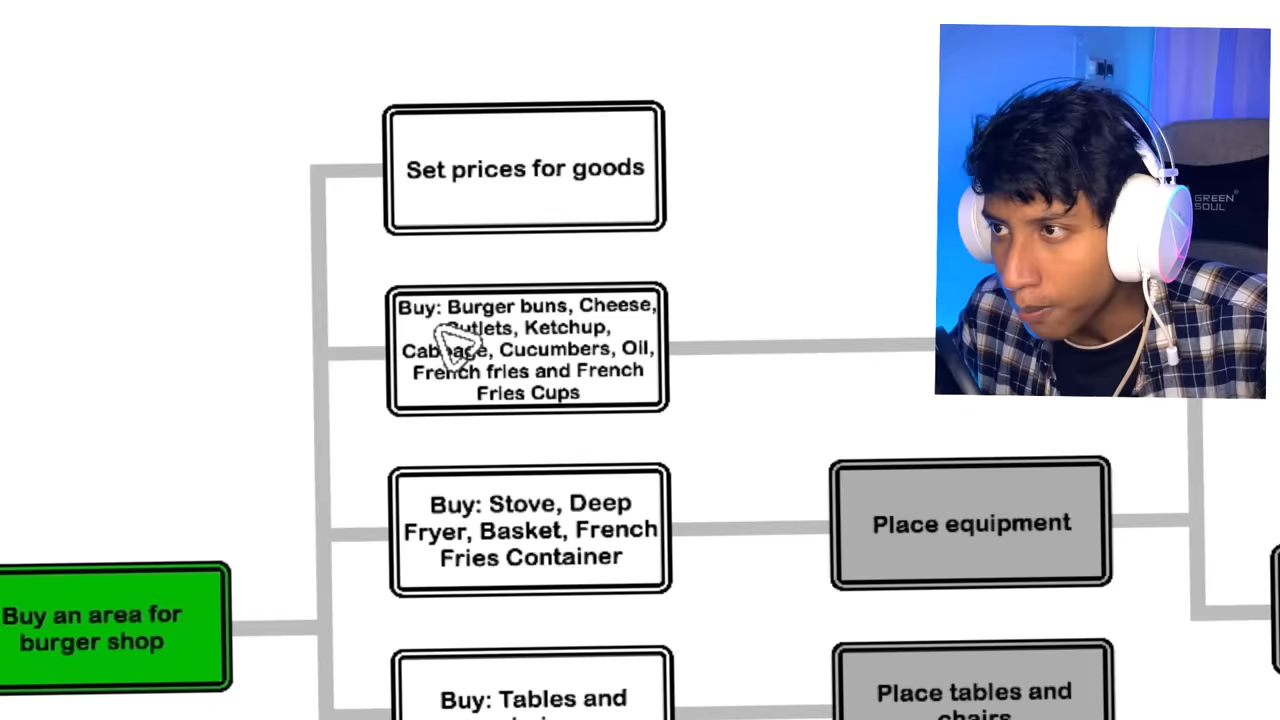 Set prices for goods
Buy: Burger buns, Cheese,
Cutlets, Ketchup,
Cabbage, Cucumbers, Oil,
French fries and French
Fries Cups
Buy: Stove, Deep
Fryer, Basket, French
Fries Container
Place equipment
Buy an area for
burger shop
Buy: Tables and
Place tables and
chairs
GREEN
SOUL